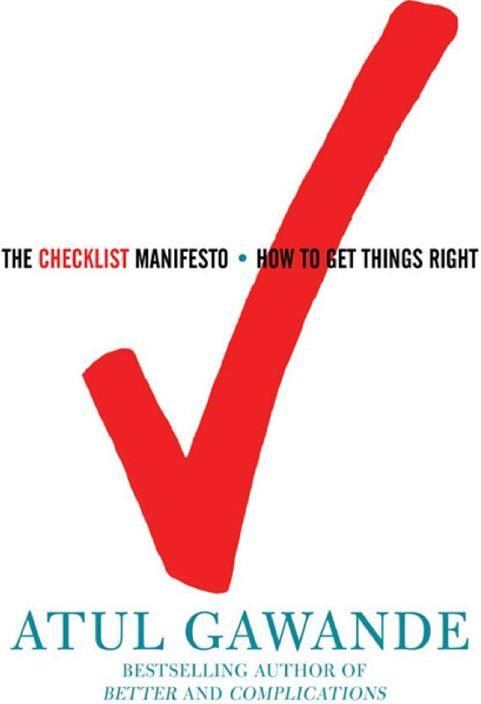 THE CHECKLIST MANIFESTO • HOW TO GET THINGS RIGHT
ATUL GAWANDE
BESTSELLING AUTHOR OF
BETTER AND COMPLICATIONS